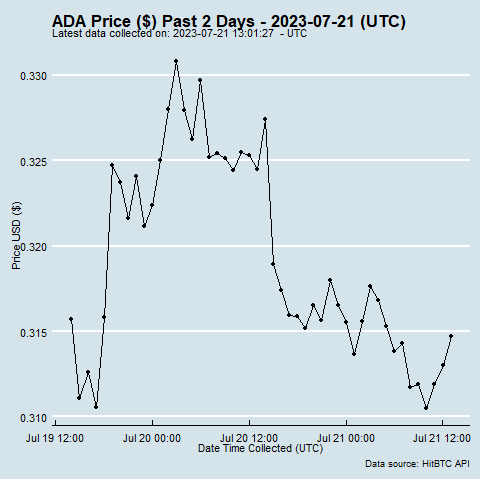 ADA Price ($) Past 2 Days - 2023-07-21 (UTC)
Latest data collected on: 2023-07-21 13:01:27 - UTC
0.330
0.325
0.320
0.315
0.310
Price USD ($)
Jul 19 12:00 Jul 20 00:00 Jul 20 12:00 Jul 21 00:00 Jul 21 12:00
Date Time Collected (UTC)
Data source: HitBTC API